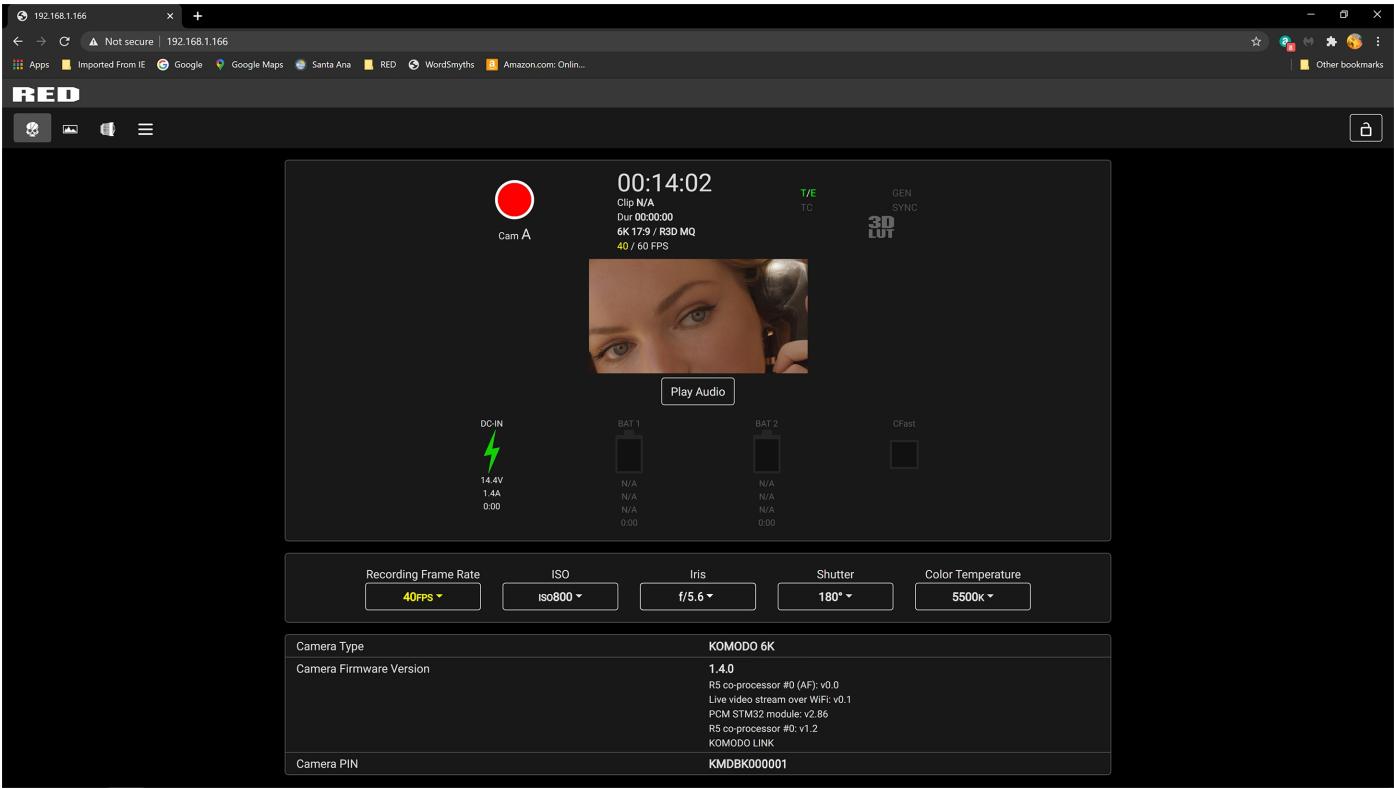 192.168.1.166
Not secure | 192.168.1.166
Apps Imported From IE Google Google Maps Santa Ana RED WordSmyths Amazon.com: Onlin... Other bookmarks
RED
00:14:02
Clip N/A
Dur 00:00:00
6K 17:9 / R3D MQ
40 / 60 FPS
Cam A
T/E GEN
TC SYNC
3D
LUT
Play Audio
DC-IN BAT 1 BAT 2 CFast
14.4V N/A N/A
1.4A N/A N/A
0:00 N/A N/A
0:00 0:00
Recording Frame Rate ISO Iris Shutter Color Temperature
40FPS ISO800 f/5.6 180° 5500K
Camera Type KOMODO 6K
Camera Firmware Version 1.4.0
R5 co-processor #0 (AF): v0.0
Live video stream over WiFi: v0.1
PCM STM32 module: v2.86
R5 co-processor #0: v1.2
KOMODO LINK
Camera PIN KMDBK000001